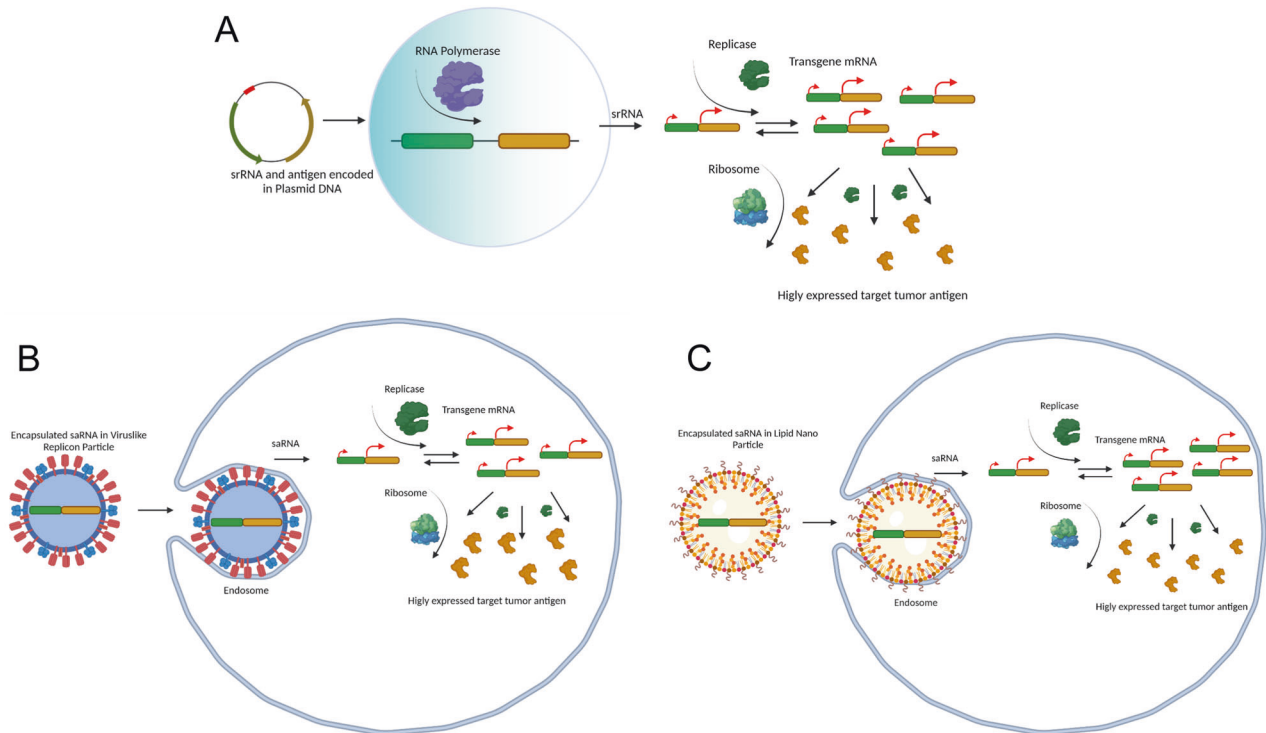 A
RNA Polymerase
srRNA and antigen encoded
in Plasmid DNA
srRNA
Replicase
Transgene mRNA
Ribosome
Higly expressed target tumor antigen
B
Encapsulated saRNA in Viruslike
Replicon Particle
saRNA
Endosome
Replicase
Transgene mRNA
Ribosome
Higly expressed target tumor antigen
C
Encapsulated saRNA in Lipid Nano
Particle
saRNA
Endosome
Replicase
Transgene mRNA
Ribosome
Higly expressed target tumor antigen